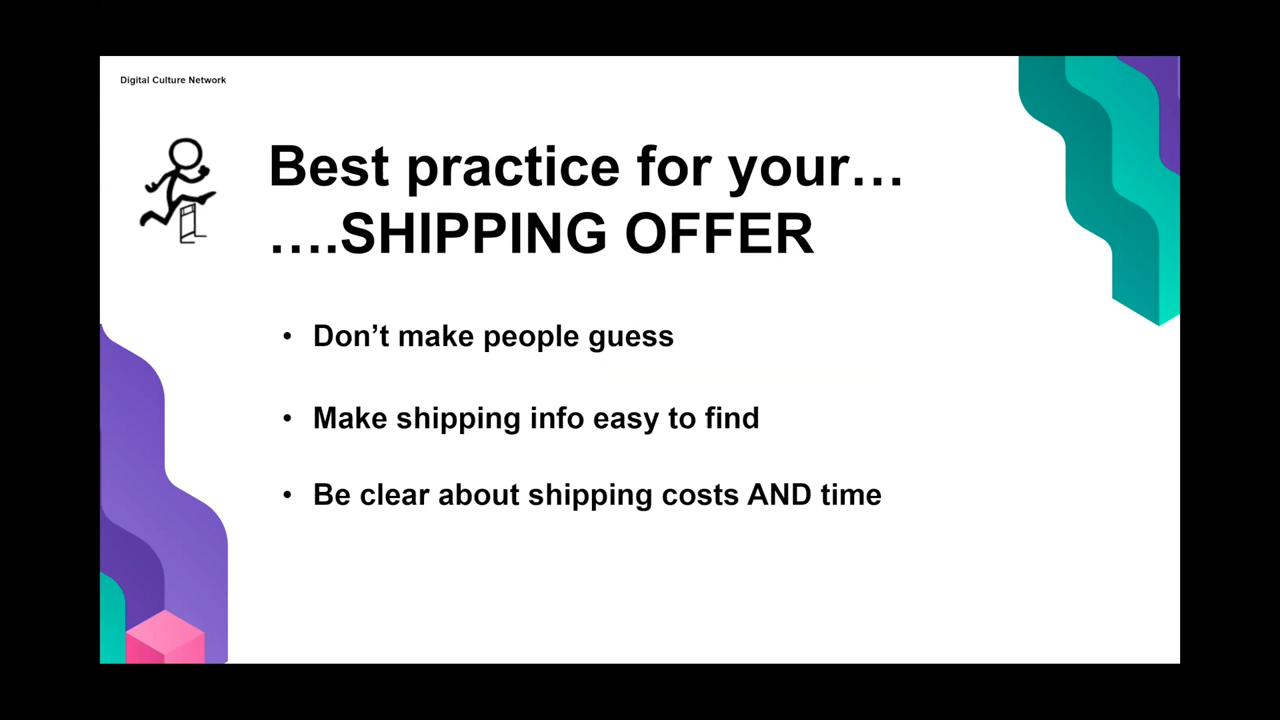 Digital Culture Network
Best practice for your…
….SHIPPING OFFER
• Don’t make people guess
• Make shipping info easy to find
• Be clear about shipping costs AND time